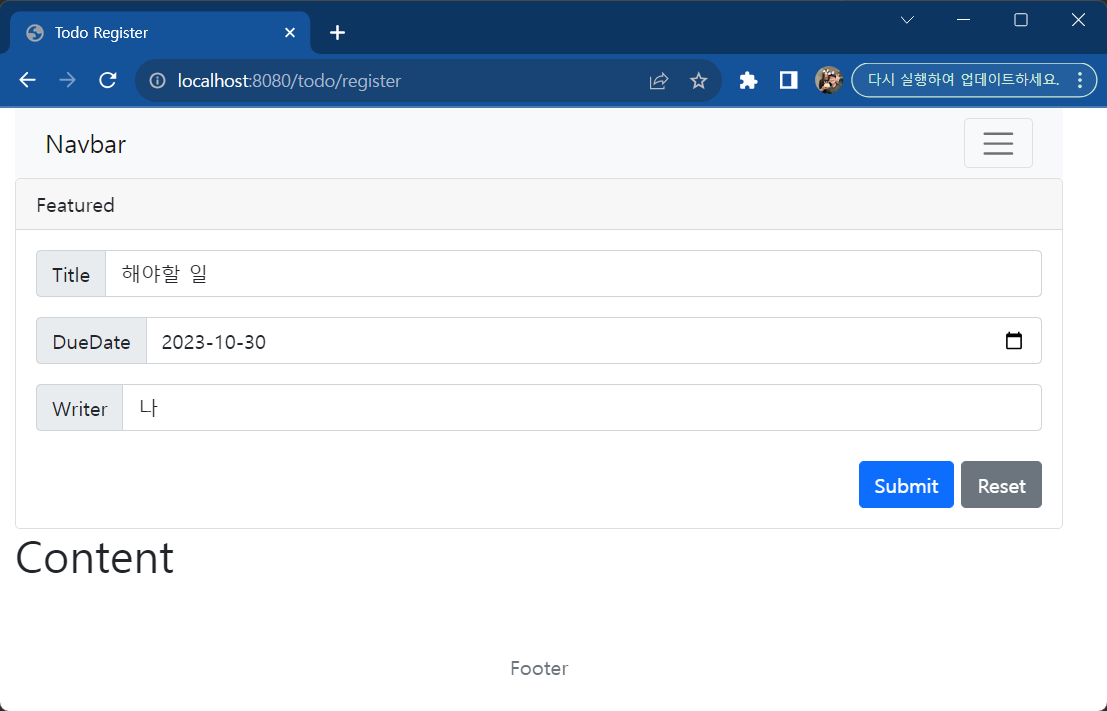 Todo Register
localhost:8080/todo/register
다시 실행하여 업데이트하세요.
Navbar
Featured
Title 해야할 일
DueDate 2023-10-30
Writer 나
Submit Reset
Content
Footer